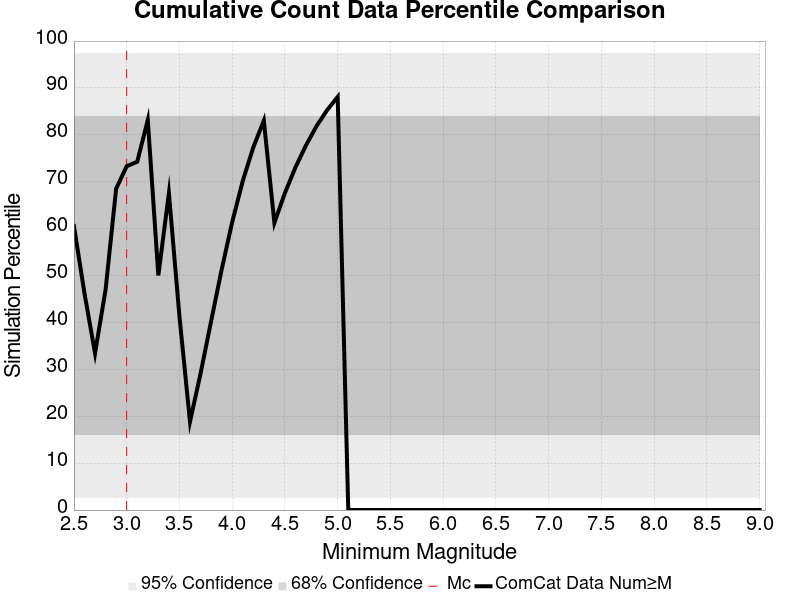 Cumulative Count Data Percentile Comparison
100
90
80
70
60
50
40
30
20
10
0
Simulation Percentile
2.5 3.0 3.5 4.0 4.5 5.0 5.5 6.0 6.5 7.0 7.5 8.0 8.5 9.0
Minimum Magnitude
95% Confidence 68% Confidence Mc ComCat Data Num≥M